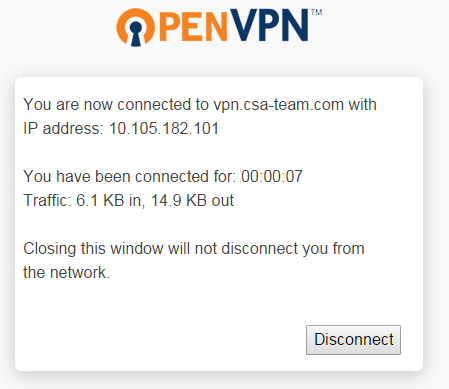 OPENVPN™
You are now connected to vpn.csa-team.com with
IP address: 10.105.182.101
You have been connected for: 00:00:07
Traffic: 6.1 KB in, 14.9 KB out
Closing this window will not disconnect you from
the network.
Disconnect